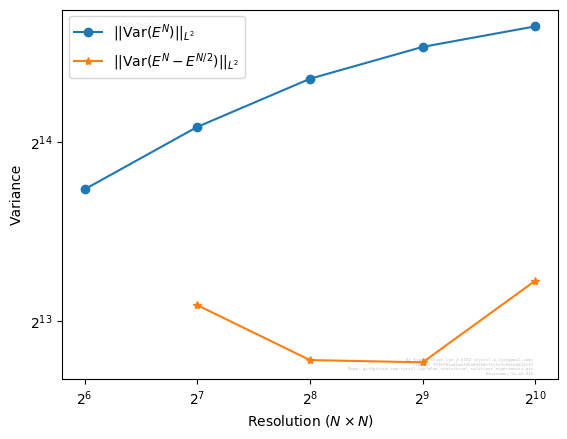 ||Var(E^N)||_{L^2}
||Var(E^N − E^{N/2})||_{L^2}
2^{14}
Variance
2^{13}
2^6 2^7 2^8 2^9 2^{10}
Resolution (N × N)